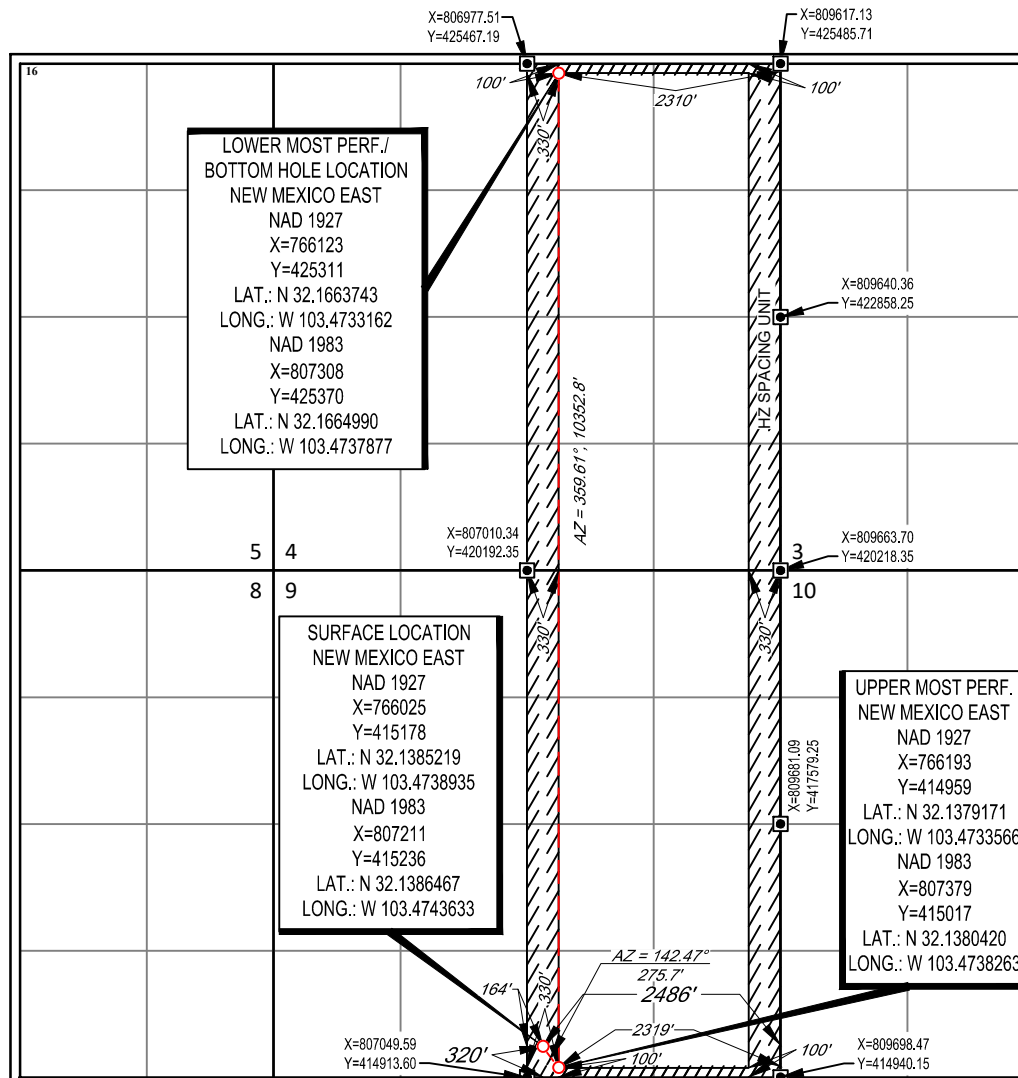 X=806977.51
Y=425467.19
X=809617.13
Y=425485.71
16
100'
2310'
100'
330'
LOWER MOST PERF./
BOTTOM HOLE LOCATION
NEW MEXICO EAST
NAD 1927
X=766123
Y=425311
LAT.: N 32.1663743
LONG.: W 103.4733162
NAD 1983
X=807308
Y=425370
LAT.: N 32.1664990
LONG.: W 103.4737877
HZ SPACING UNIT
X=809640.36
Y=422858.25
AZ = 359.61°, 10352.8'
X=807010.34
Y=420192.35
X=809663.70
Y=420218.35
5 4
3
8 9
10
330'
330'
SURFACE LOCATION
NEW MEXICO EAST
NAD 1927
X=766025
Y=415178
LAT.: N 32.1385219
LONG.: W 103.4738935
NAD 1983
X=807211
Y=415236
LAT.: N 32.1386467
LONG.: W 103.4743633
X=809681.09
Y=417579.25
UPPER MOST PERF.
NEW MEXICO EAST
NAD 1927
X=766193
Y=414959
LAT.: N 32.1379171
LONG.: W 103.4733566
NAD 1983
X=807379
Y=415017
LAT.: N 32.1380420
LONG.: W 103.4738263
AZ = 142.47°
275.7'
164'
330'
2486'
2319'
320'
100'
100'
X=807049.59
Y=414913.60
X=809698.47
Y=414940.15